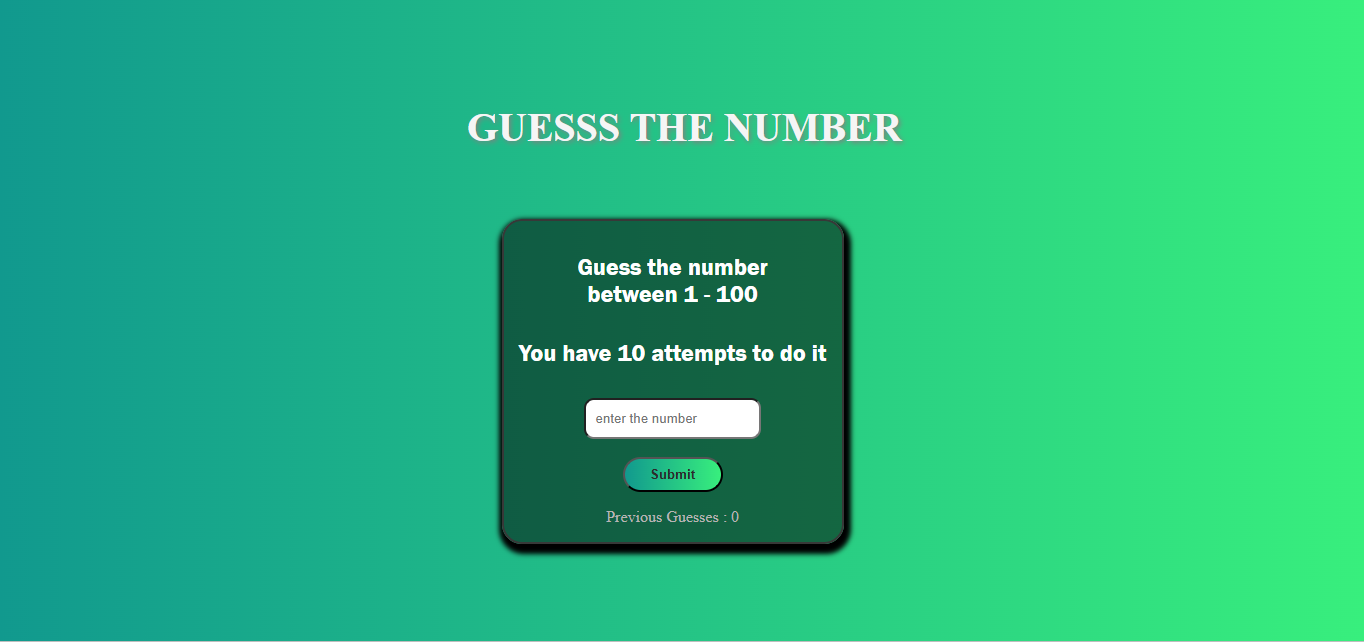 GUESSS THE NUMBER
Guess the number
between 1 - 100
You have 10 attempts to do it
enter the number
Submit
Previous Guesses : 0